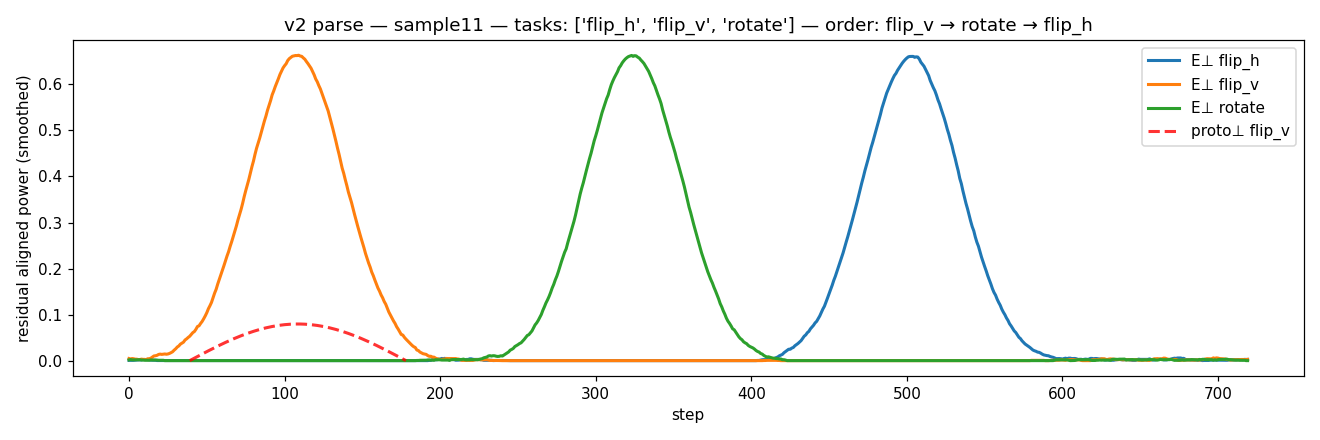 v2 parse — sample11 — tasks: ['flip_h', 'flip_v', 'rotate'] — order: flip_v → rotate → flip_h
residual aligned power (smoothed)
0.6
0.5
0.4
0.3
0.2
0.1
0.0
E⊥ flip_h
E⊥ flip_v
E⊥ rotate
proto⊥ flip_v
0 100 200 300 400 500 600 700
step